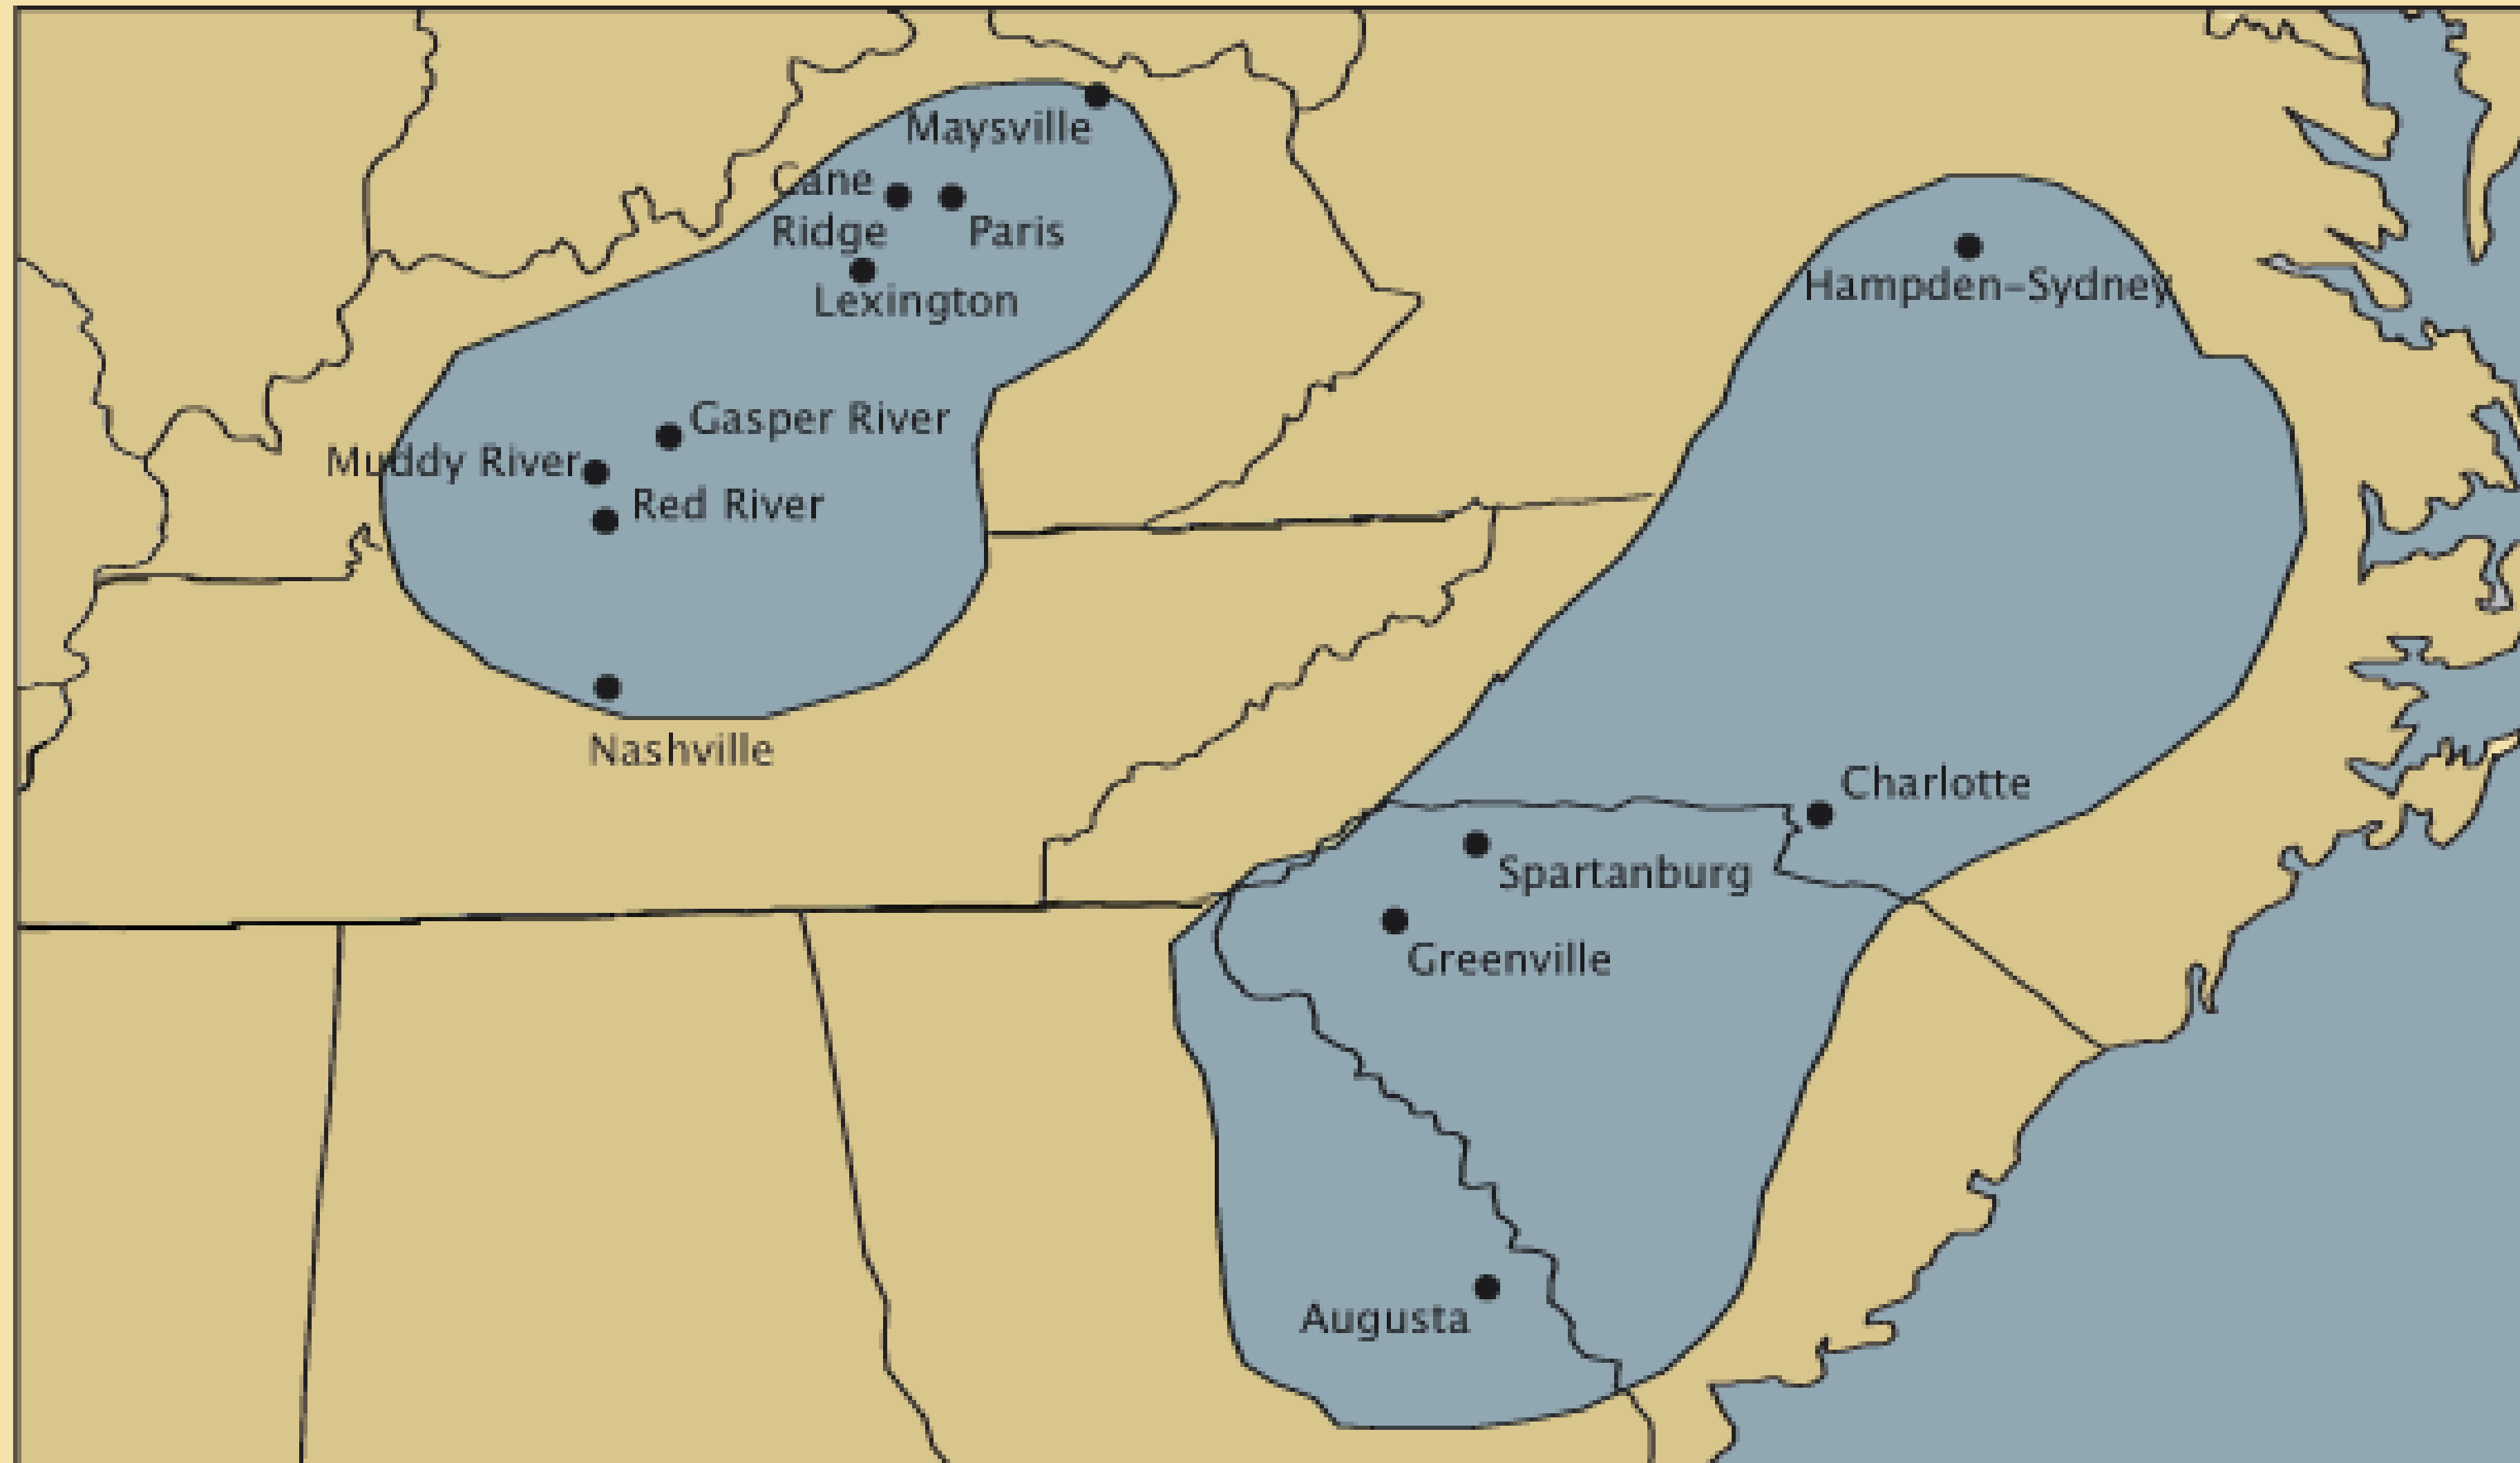 Maysville
Cane
Ridge
Paris
Lexington
Hampden–Sydney
Gasper River
Muddy River
Red River
Nashville
Charlotte
Spartanburg
Greenville
Augusta